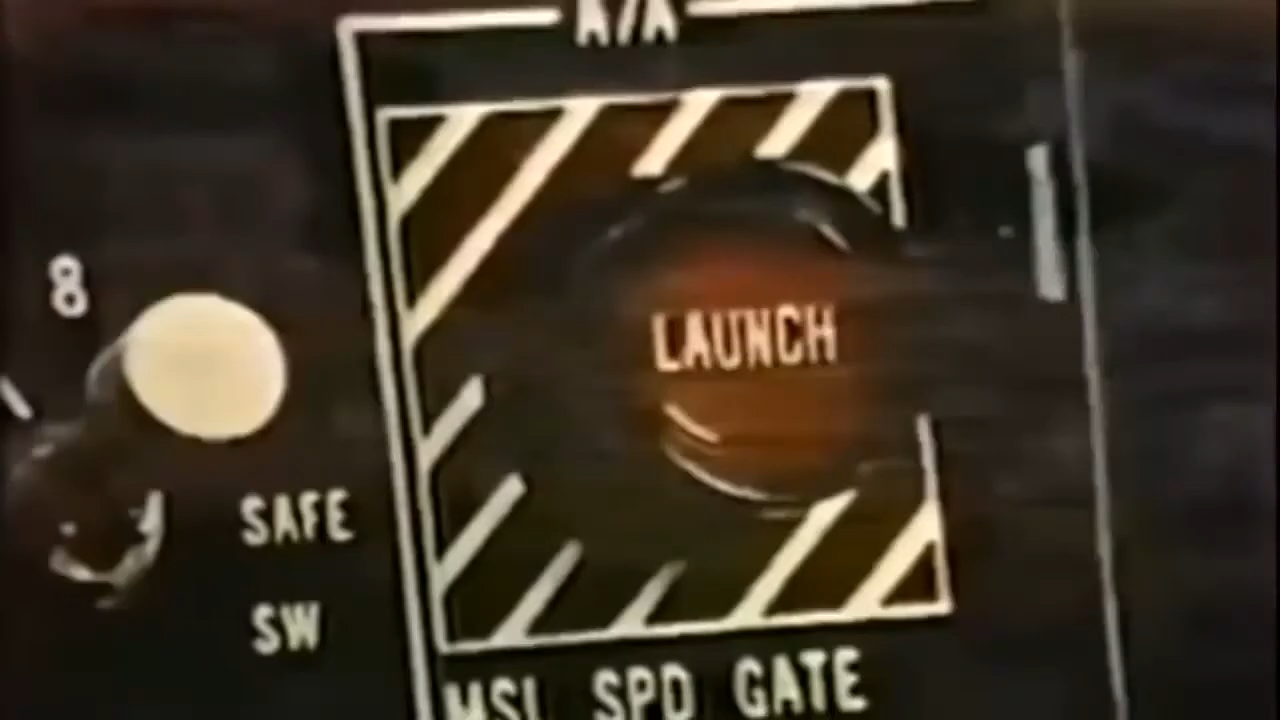 A/A
8
LAUNCH
SAFE
SW
MSL SPD GATE